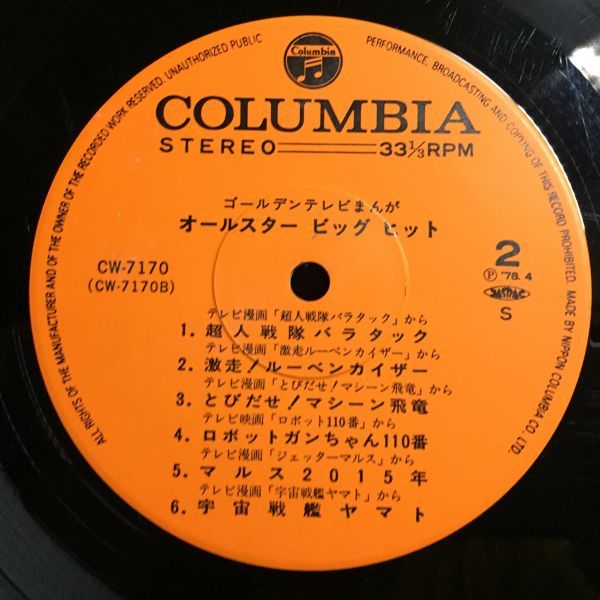 ALL RIGHTS OF THE MANUFACTURER AND OF THE OWNER OF THE RECORDED WORK RESERVED. UNAUTHORIZED PUBLIC PERFORMANCE, BROADCASTING AND COPYING OF THIS RECORD PROHIBITED. MADE BY NIPPON COLUMBIA CO., LTD.
Columbia
COLUMBIA
STEREO 33⅓RPM
ゴールデンテレビまんが
オールスター ビッグ ヒット
CW-7170
(CW-7170B)
2
Ⓟ '78. 4
JASRAC
S
テレビ漫画「超人戦隊バラタック」から
1. 超人戦隊バラタック
テレビ漫画「激走ルーベンカイザー」から
2. 激走!ルーベンカイザー
テレビ漫画「とびだせ!マシーン飛竜」から
3. とびだせ!マシーン飛竜
テレビ映画「ロボット110番」から
4. ロボットガンちゃん110番
テレビ漫画「ジェッターマルス」から
5. マルス2015年
テレビ漫画「宇宙戦艦ヤマト」から
6. 宇宙戦艦ヤマト